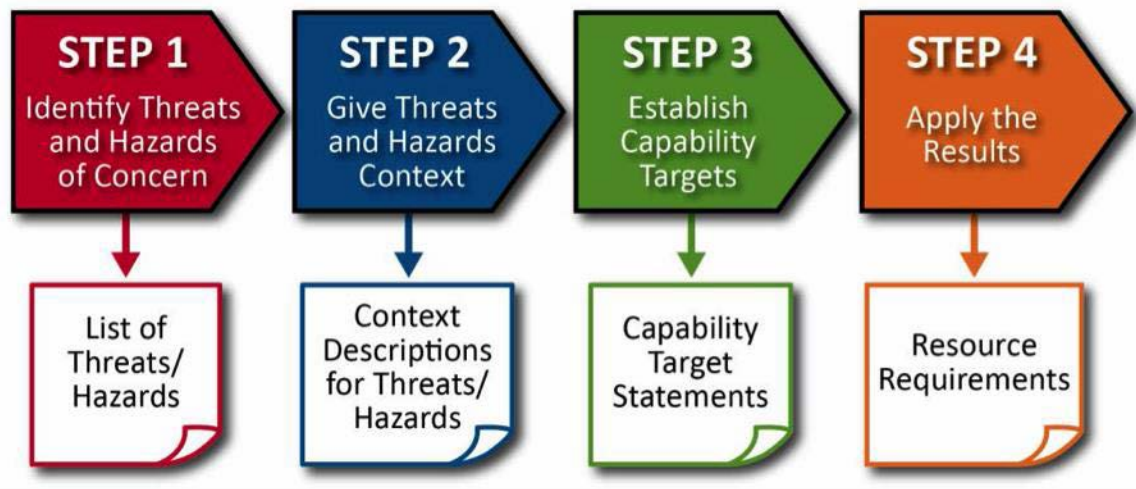 STEP 1
Identify Threats
and Hazards
of Concern
STEP 2
Give Threats
and Hazards
Context
STEP 3
Establish
Capability
Targets
STEP 4
Apply the
Results
List of
Threats/
Hazards
Context
Descriptions
for Threats/
Hazards
Capability
Target
Statements
Resource
Requirements